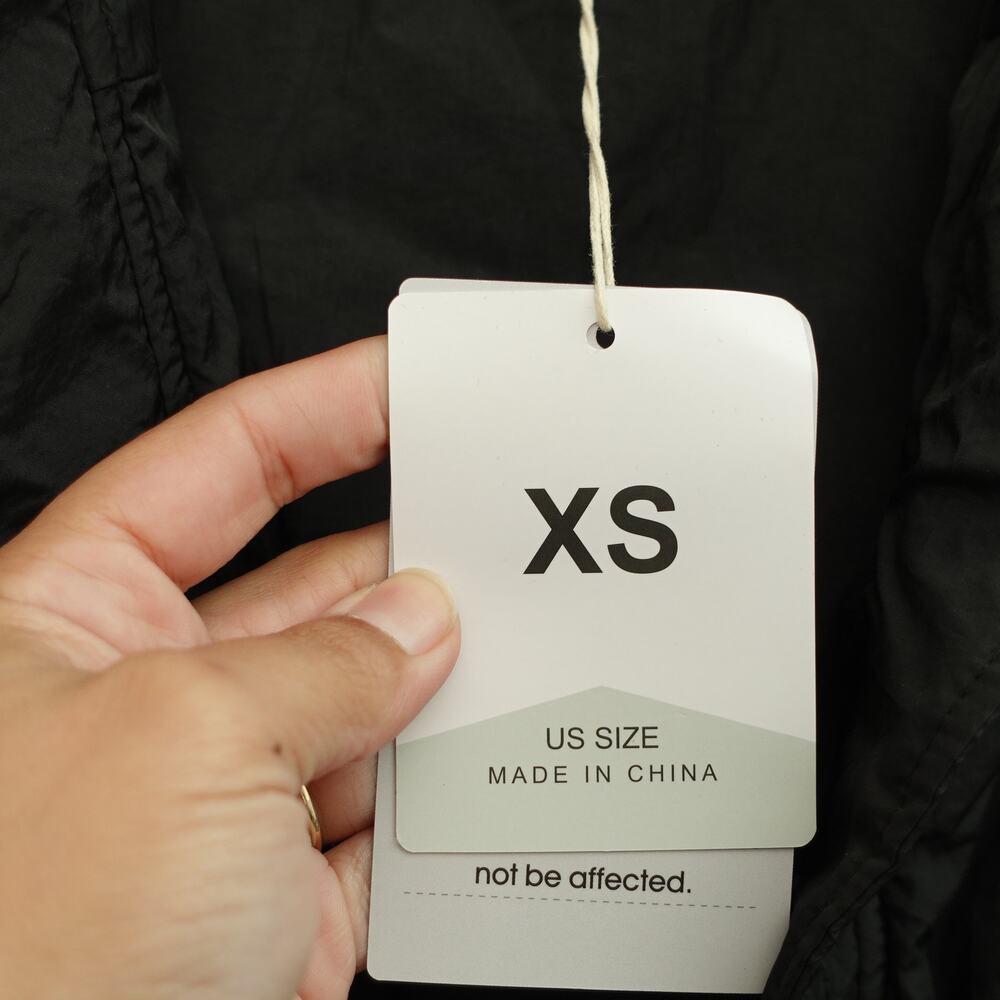 XS
US SIZE
MADE IN CHINA
not be affected.